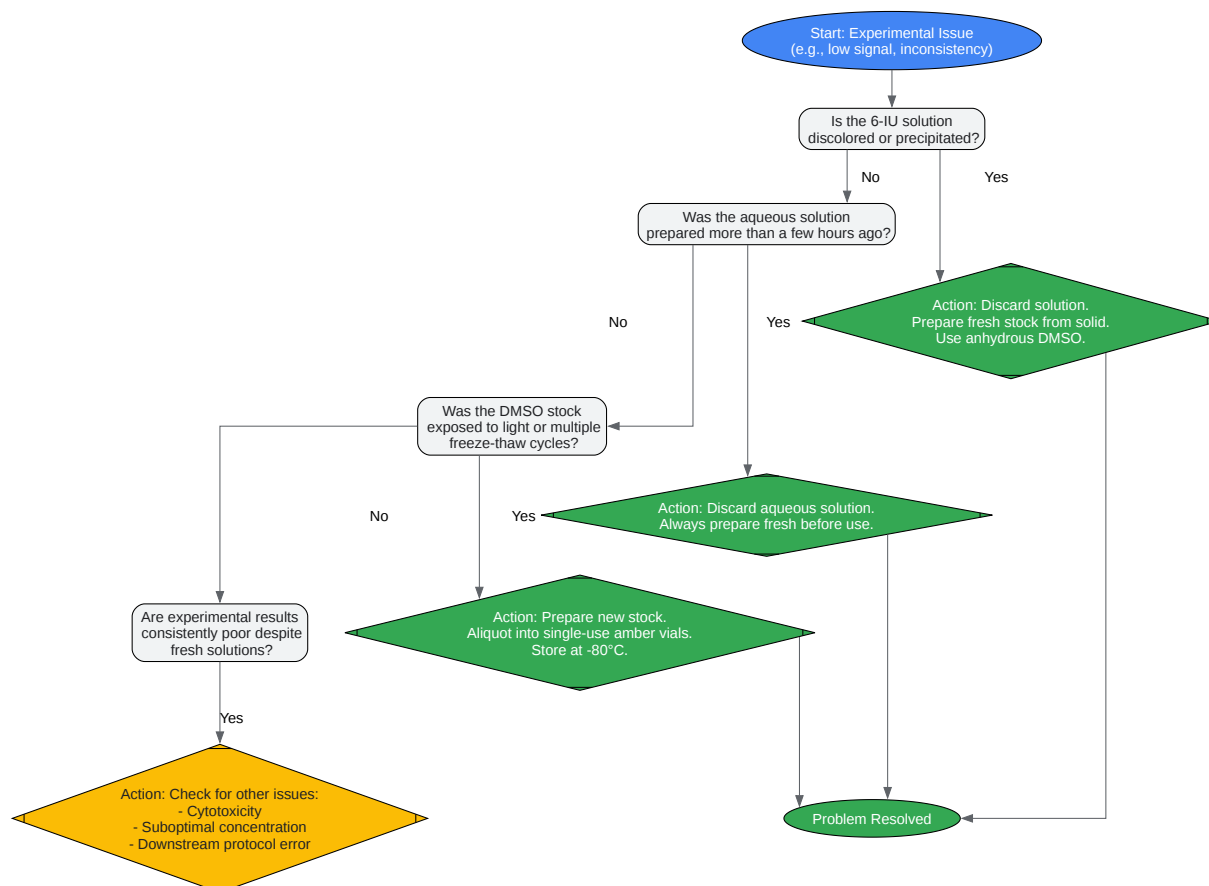 Start: Experimental Issue
(e.g., low signal, inconsistency)
Is the 6-IU solution
discolored or precipitated?
No
Yes
Was the aqueous solution
prepared more than a few hours ago?
Action: Discard solution.
Prepare fresh stock from solid.
Use anhydrous DMSO.
No
Yes
Was the DMSO stock
exposed to light or multiple
freeze-thaw cycles?
Action: Discard aqueous solution.
Always prepare fresh before use.
No
Yes
Are experimental results
consistently poor despite
fresh solutions?
Action: Prepare new stock.
Aliquot into single-use amber vials.
Store at -80°C.
Yes
Action: Check for other issues:
- Cytotoxicity
- Suboptimal concentration
- Downstream protocol error
Problem Resolved